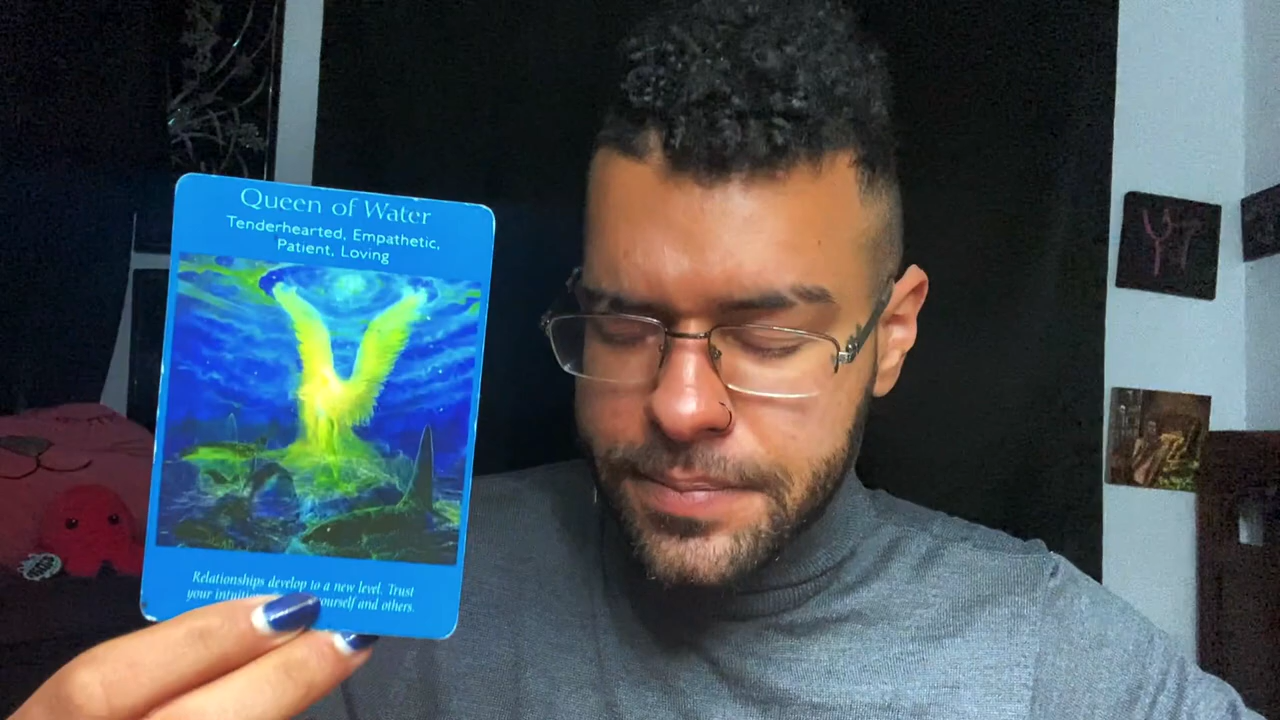 Queen of Water
Tenderhearted, Empathetic,
Patient, Loving
Relationships develop to a new level. Trust
your yourself and others.